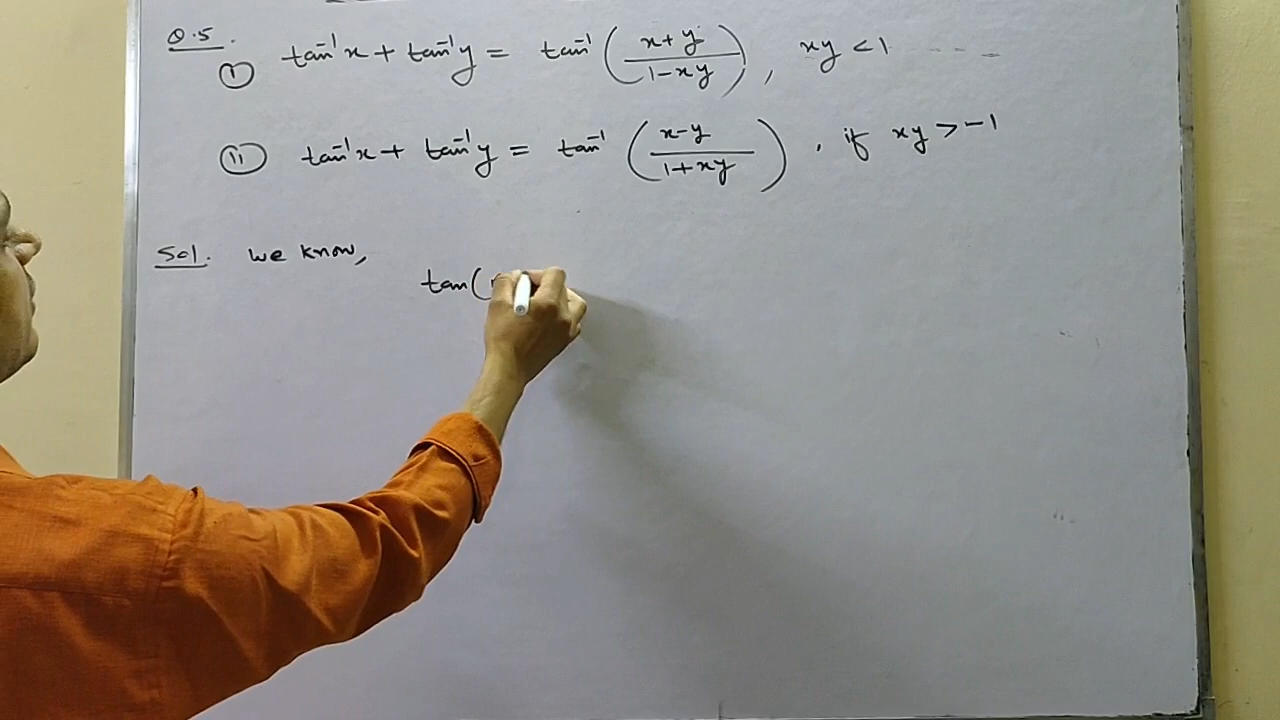 Q.5.
(i) tan⁻¹x + tan⁻¹y = tan⁻¹ ( (x+y)/(1-xy) ), xy < 1
(ii) tan⁻¹x + tan⁻¹y = tan⁻¹ ( (x-y)/(1+xy) ), if xy > -1
Sol. We know,
tan(